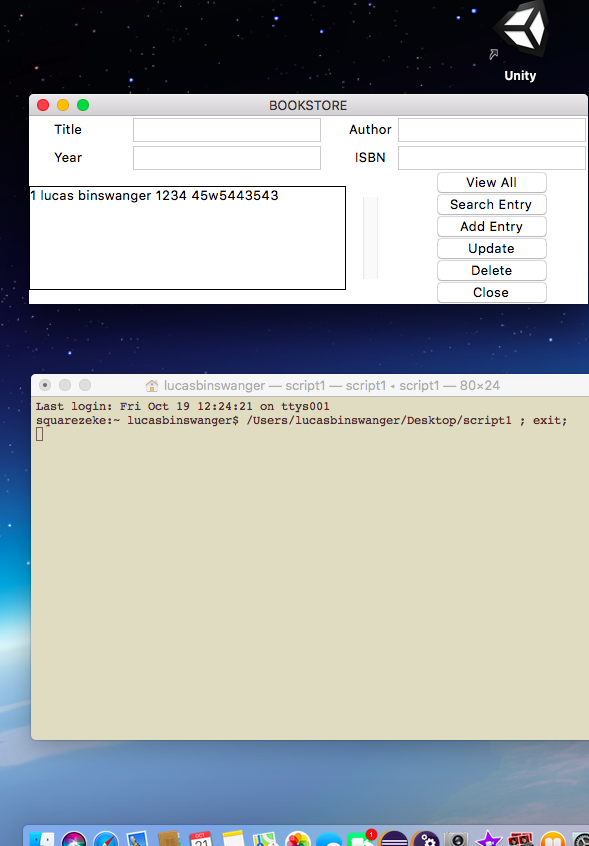 Unity
BOOKSTORE
Title
Author
Year
ISBN
1 lucas binswanger 1234 45w5443543
View All
Search Entry
Add Entry
Update
Delete
Close
lucasbinswanger — script1 — script1 ◂ script1 — 80×24
Last login: Fri Oct 19 12:24:21 on ttys001
squarezeke:~ lucasbinswanger$ /Users/lucasbinswanger/Desktop/script1 ; exit;
OCT
21
1